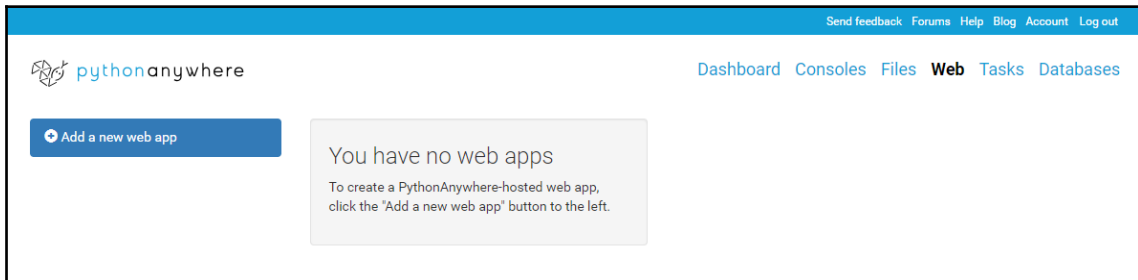 Send feedback Forums Help Blog Account Log out
pythonanywhere
Dashboard Consoles Files Web Tasks Databases
Add a new web app
You have no web apps
To create a PythonAnywhere-hosted web app,
click the "Add a new web app" button to the left.